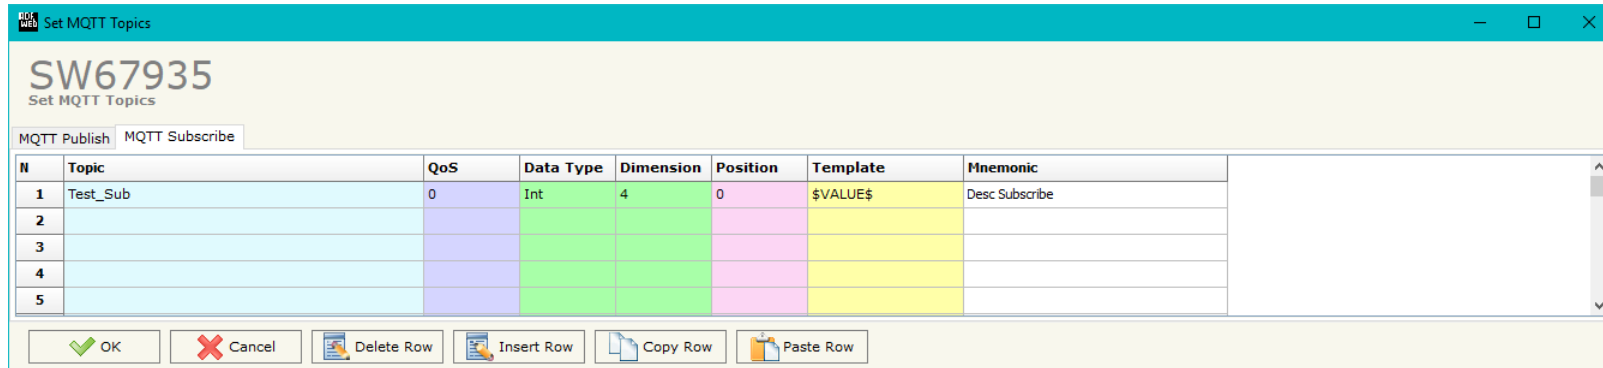 ADF
WEB
Set MQTT Topics
SW67935
Set MQTT Topics
MQTT Publish MQTT Subscribe
N Topic QoS Data Type Dimension Position Template Mnemonic
1 Test_Sub 0 Int 4 0 $VALUE$ Desc Subscribe
2
3
4
5
OK Cancel Delete Row Insert Row Copy Row Paste Row